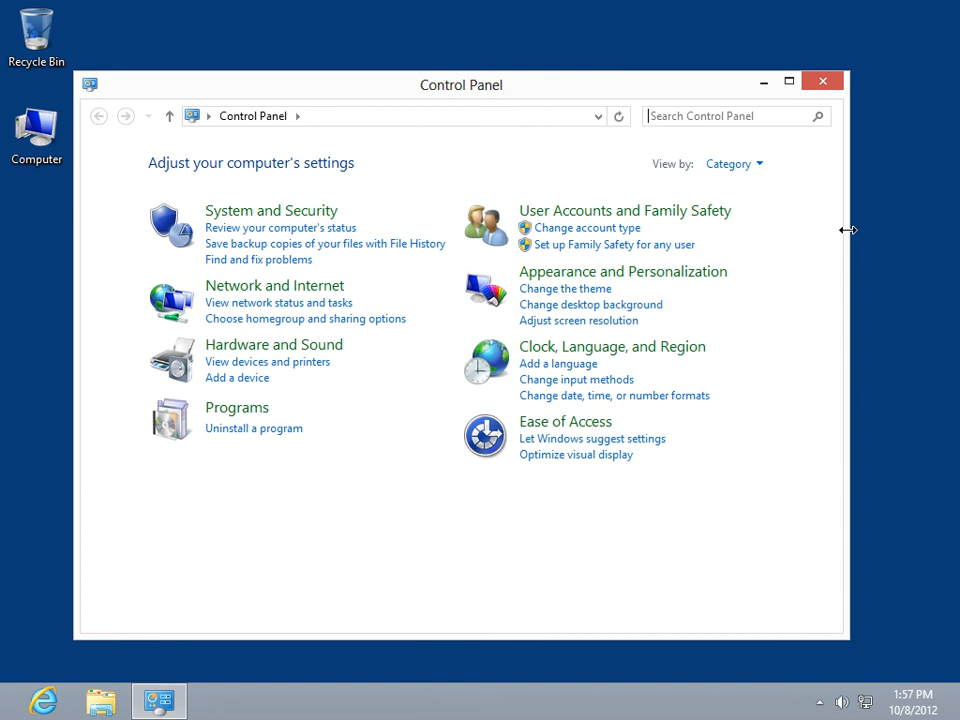 Recycle Bin
Computer
Control Panel
Control Panel
Search Control Panel
Adjust your computer's settings
View by: Category
System and Security
Review your computer's status
Save backup copies of your files with File History
Find and fix problems
Network and Internet
View network status and tasks
Choose homegroup and sharing options
Hardware and Sound
View devices and printers
Add a device
Programs
Uninstall a program
User Accounts and Family Safety
Change account type
Set up Family Safety for any user
Appearance and Personalization
Change the theme
Change desktop background
Adjust screen resolution
Clock, Language, and Region
Add a language
Change input methods
Change date, time, or number formats
Ease of Access
Let Windows suggest settings
Optimize visual display
1:57 PM
10/8/2012